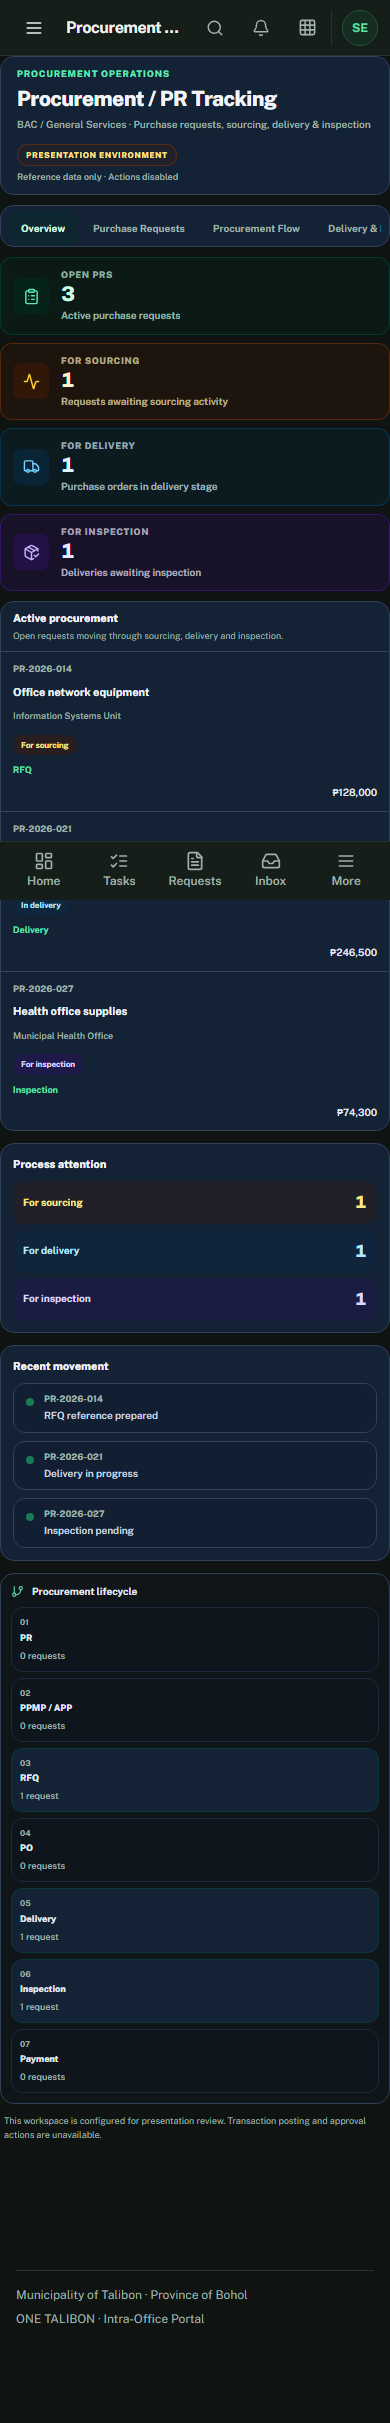 Procurement ...
SE
PROCUREMENT OPERATIONS
Procurement / PR Tracking
BAC / General Services · Purchase requests, sourcing, delivery & inspection
PRESENTATION ENVIRONMENT
Reference data only · Actions disabled
Overview
Purchase Requests
Procurement Flow
Delivery &
OPEN PRS
3
Active purchase requests
FOR SOURCING
1
Requests awaiting sourcing activity
FOR DELIVERY
1
Purchase orders in delivery stage
FOR INSPECTION
1
Deliveries awaiting inspection
Active procurement
Open requests moving through sourcing, delivery and inspection.
PR-2026-014
Office network equipment
Information Systems Unit
For sourcing
RFQ
₱128,000
PR-2026-021
Home
Tasks
Requests
Inbox
More
In delivery
Delivery
₱246,500
PR-2026-027
Health office supplies
Municipal Health Office
For inspection
Inspection
₱74,300
Process attention
For sourcing 1
For delivery 1
For inspection 1
Recent movement
PR-2026-014
RFQ reference prepared
PR-2026-021
Delivery in progress
PR-2026-027
Inspection pending
Procurement lifecycle
01
PR
0 requests
02
PPMP / APP
0 requests
03
RFQ
1 request
04
PO
0 requests
05
Delivery
1 request
06
Inspection
1 request
07
Payment
0 requests
This workspace is configured for presentation review. Transaction posting and approval
actions are unavailable.
Municipality of Talibon · Province of Bohol
ONE TALIBON · Intra-Office Portal